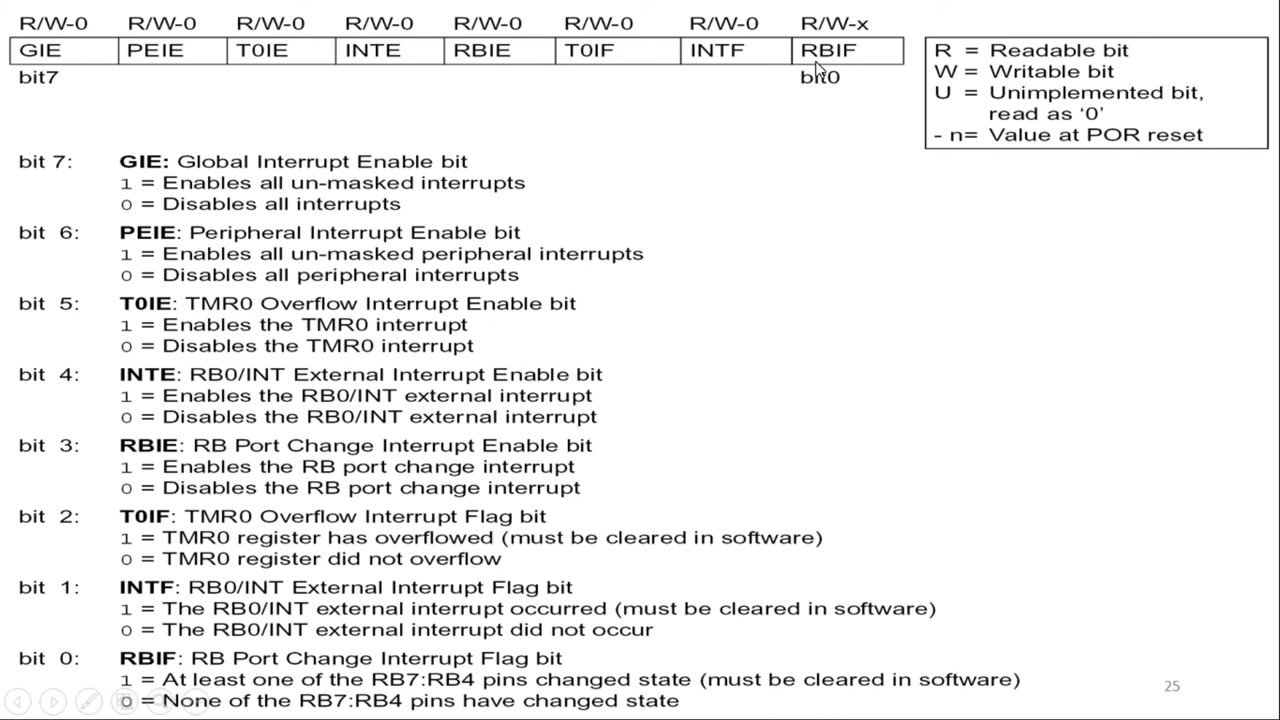 R/W-0 R/W-0 R/W-0 R/W-0 R/W-0 R/W-0 R/W-0 R/W-x
GIE PEIE T0IE INTE RBIE T0IF INTF RBIF
bit7 bit0
R = Readable bit
W = Writable bit
U = Unimplemented bit,
read as ‘0’
- n= Value at POR reset
bit 7: GIE: Global Interrupt Enable bit
1 = Enables all un-masked interrupts
0 = Disables all interrupts
bit 6: PEIE: Peripheral Interrupt Enable bit
1 = Enables all un-masked peripheral interrupts
0 = Disables all peripheral interrupts
bit 5: T0IE: TMR0 Overflow Interrupt Enable bit
1 = Enables the TMR0 interrupt
0 = Disables the TMR0 interrupt
bit 4: INTE: RB0/INT External Interrupt Enable bit
1 = Enables the RB0/INT external interrupt
0 = Disables the RB0/INT external interrupt
bit 3: RBIE: RB Port Change Interrupt Enable bit
1 = Enables the RB port change interrupt
0 = Disables the RB port change interrupt
bit 2: T0IF: TMR0 Overflow Interrupt Flag bit
1 = TMR0 register has overflowed (must be cleared in software)
0 = TMR0 register did not overflow
bit 1: INTF: RB0/INT External Interrupt Flag bit
1 = The RB0/INT external interrupt occurred (must be cleared in software)
0 = The RB0/INT external interrupt did not occur
bit 0: RBIF: RB Port Change Interrupt Flag bit
1 = At least one of the RB7:RB4 pins changed state (must be cleared in software)
0 = None of the RB7:RB4 pins have changed state
25